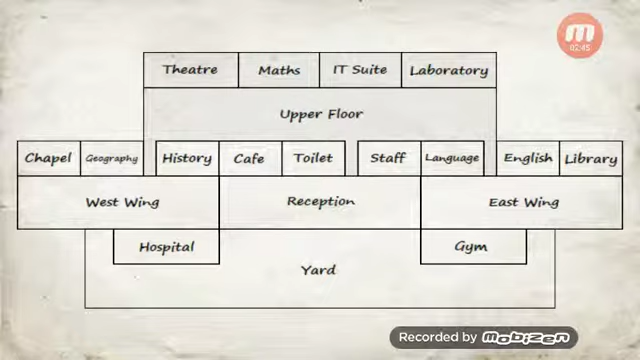 02:45
Theatre Maths IT Suite Laboratory
Upper Floor
Chapel Geography History Cafe Toilet Staff Language English Library
West Wing Reception East Wing
Hospital Gym
Yard
Recorded by mobizen